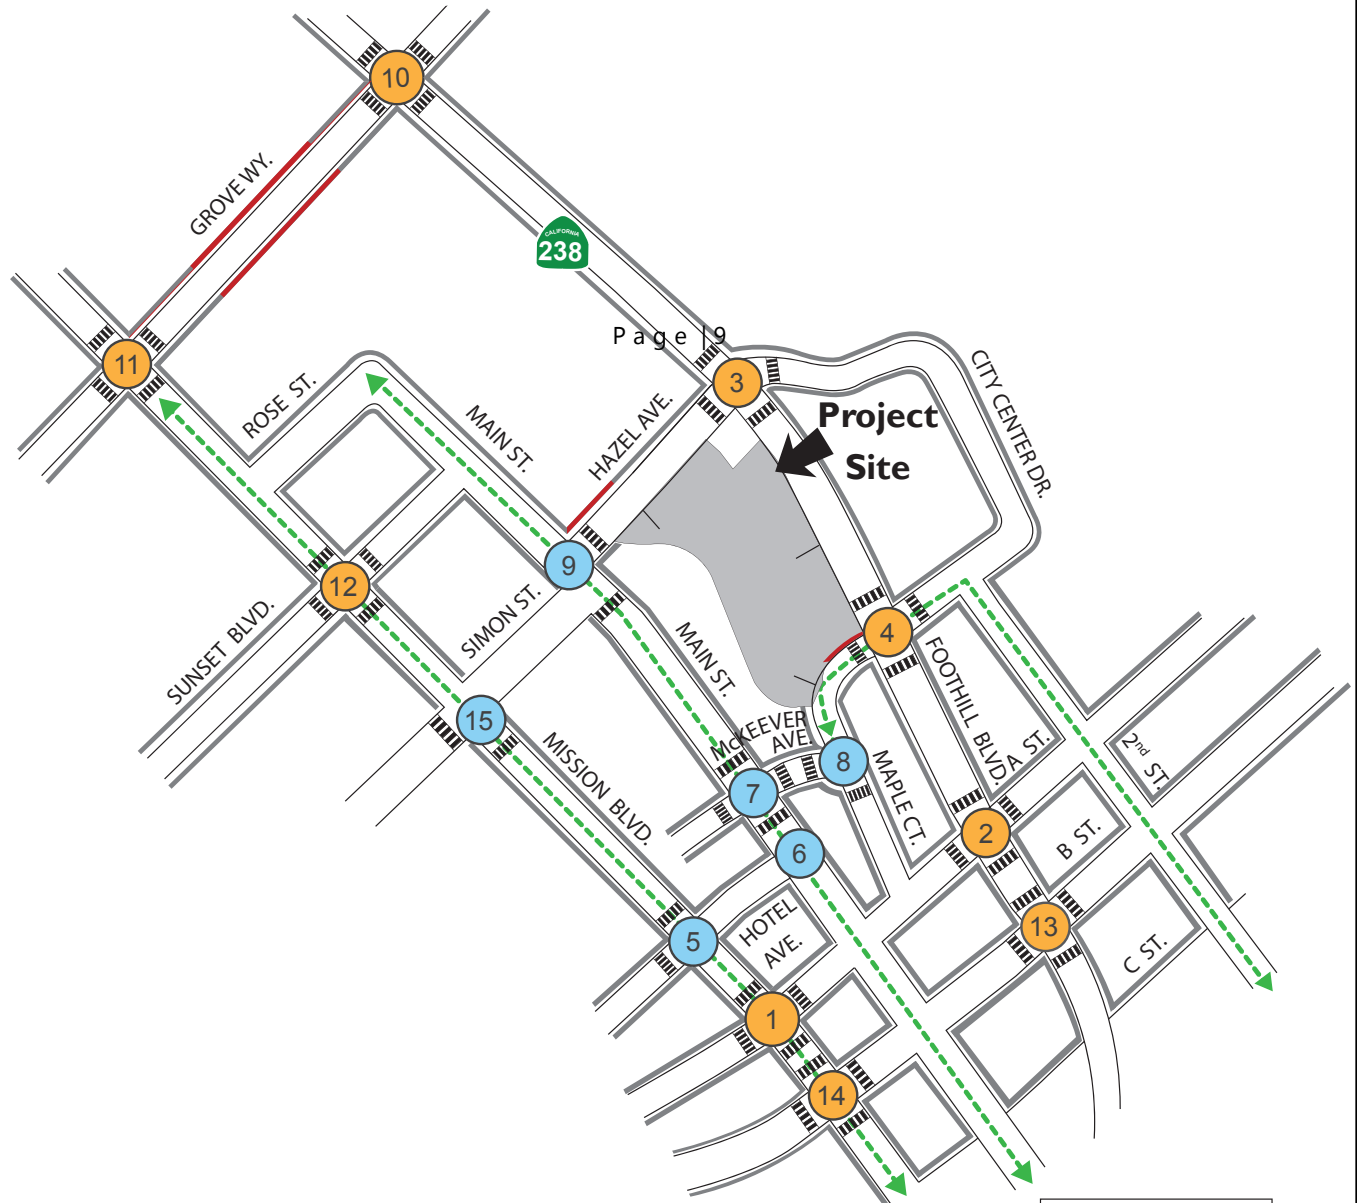 10
GROVE WY.
CALIFORNIA
238
Page |9
11
3
ROSE ST.
MAIN ST.
HAZEL AVE.
CITY CENTER DR.
Project
Site
9
12
SIMON ST.
SUNSET BLVD.
MAIN ST.
4
FOOTHILL BLVD.
15
McKEEVER
AVE.
A ST.
2nd ST.
MISSION BLVD.
8
MAPLE CT.
7
2
6
B ST.
5
HOTEL
AVE.
13
C ST.
1
14